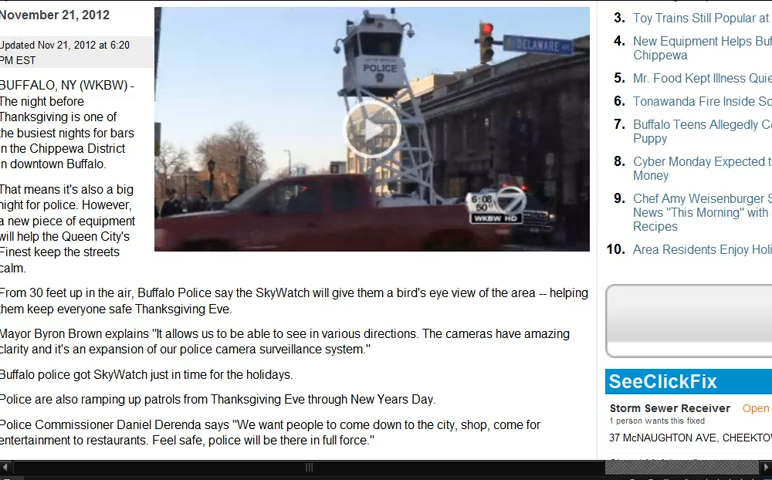 November 21, 2012
Updated Nov 21, 2012 at 6:20
PM EST
BUFFALO, NY (WKBW) -
The night before
Thanksgiving is one of
the busiest nights for bars
in the Chippewa District
in downtown Buffalo.
That means it's also a big
night for police. However,
a new piece of equipment
will help the Queen City's
Finest keep the streets
calm.
POLICE
DELAWARE AVE
6:08
50°
7
WKBW HD
From 30 feet up in the air, Buffalo Police say the SkyWatch will give them a bird's eye view of the area -- helping
them keep everyone safe Thanksgiving Eve.
Mayor Byron Brown explains "It allows us to be able to see in various directions. The cameras have amazing
clarity and it's an expansion of our police camera surveillance system."
Buffalo police got SkyWatch just in time for the holidays.
Police are also ramping up patrols from Thanksgiving Eve through New Years Day.
Police Commissioner Daniel Derenda says "We want people to come down to the city, shop, come for
entertainment to restaurants. Feel safe, police will be there in full force."
3. Toy Trains Still Popular at
4. New Equipment Helps Buf
Chippewa
5. Mr. Food Kept Illness Quie
6. Tonawanda Fire Inside So
7. Buffalo Teens Allegedly C
Puppy
8. Cyber Monday Expected t
Money
9. Chef Amy Weisenburger S
News "This Morning" with
Recipes
10. Area Residents Enjoy Holi
SeeClickFix
Storm Sewer Receiver Open
1 person wants this fixed
37 McNAUGHTON AVE, CHEEKTOW